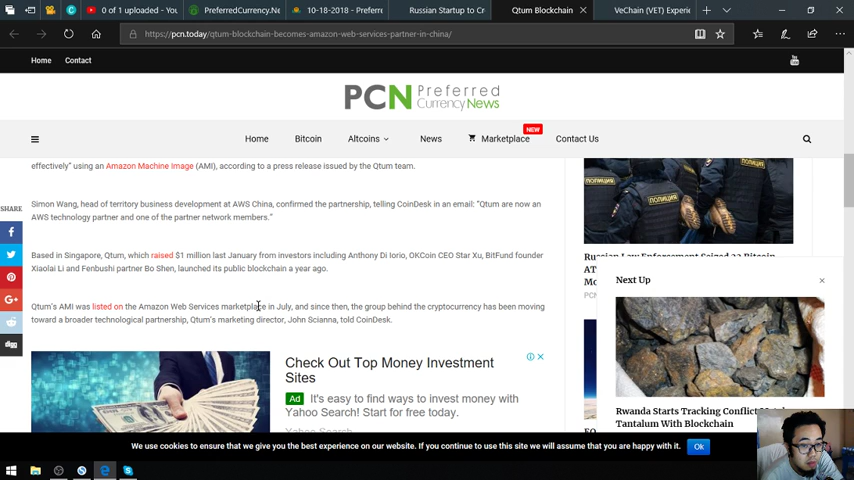 0 of 1 uploaded - You
PreferredCurrency.Ne
10-18-2018 - Preferre
Russian Startup to Cr
Qtum Blockchain
VeChain (VET) Experie
https://pcn.today/qtum-blockchain-becomes-amazon-web-services-partner-in-china/
Home Contact
You
Tube
PCN Preferred
Currency News
NEW
Home Bitcoin Altcoins News Marketplace Contact Us
effectively" using an Amazon Machine Image (AMI), according to a press release issued by the Qtum team.
SHARE
Simon Wang, head of territory business development at AWS China, confirmed the partnership, telling CoinDesk in an email: "Qtum are now an
AWS technology partner and one of the partner network members."
Based in Singapore, Qtum, which raised $1 million last January from investors including Anthony Di Iorio, OKCoin CEO Star Xu, BitFund founder
Xiaolai Li and Fenbushi partner Bo Shen, launched its public blockchain a year ago.
Qtum's AMI was listed on the Amazon Web Services marketplace in July, and since then, the group behind the cryptocurrency has been moving
toward a broader technological partnership, Qtum's marketing director, John Scianna, told CoinDesk.
digg
Check Out Top Money Investment
Sites
Ad It's easy to find ways to invest money with
Yahoo Search! Start for free today.
Yahoo Search
ПОЛИЦИЯ
Russian Law Enforcement Seized 22 Bitcoin
AT
Mo
PCN
FO
Next Up
Rwanda Starts Tracking Conflict
Tantalum With Blockchain
We use cookies to ensure that we give you the best experience on our website. If you continue to use this site we will assume that you are happy with it. Ok